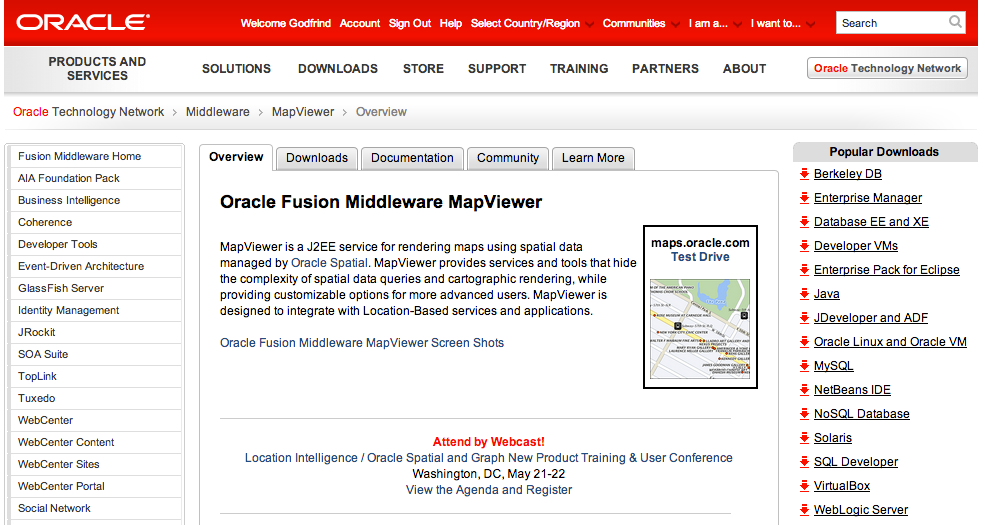 ORACLE
Welcome Godfrind Account Sign Out Help Select Country/Region Communities I am a... I want to... Search
PRODUCTS AND SERVICES SOLUTIONS DOWNLOADS STORE SUPPORT TRAINING PARTNERS ABOUT Oracle Technology Network
Oracle Technology Network > Middleware > MapViewer > Overview
Fusion Middleware Home
AIA Foundation Pack
Business Intelligence
Coherence
Developer Tools
Event-Driven Architecture
GlassFish Server
Identity Management
JRockit
SOA Suite
TopLink
Tuxedo
WebCenter
WebCenter Content
WebCenter Sites
WebCenter Portal
Social Network
Overview Downloads Documentation Community Learn More
Oracle Fusion Middleware MapViewer
MapViewer is a J2EE service for rendering maps using spatial data
managed by Oracle Spatial. MapViewer provides services and tools that hide
the complexity of spatial data queries and cartographic rendering, while
providing customizable options for more advanced users. MapViewer is
designed to integrate with Location-Based services and applications.
Oracle Fusion Middleware MapViewer Screen Shots
maps.oracle.com
Test Drive
Attend by Webcast!
Location Intelligence / Oracle Spatial and Graph New Product Training & User Conference
Washington, DC, May 21-22
View the Agenda and Register
Popular Downloads
Berkeley DB
Enterprise Manager
Database EE and XE
Developer VMs
Enterprise Pack for Eclipse
Java
JDeveloper and ADF
Oracle Linux and Oracle VM
MySQL
NetBeans IDE
NoSQL Database
Solaris
SQL Developer
VirtualBox
WebLogic Server